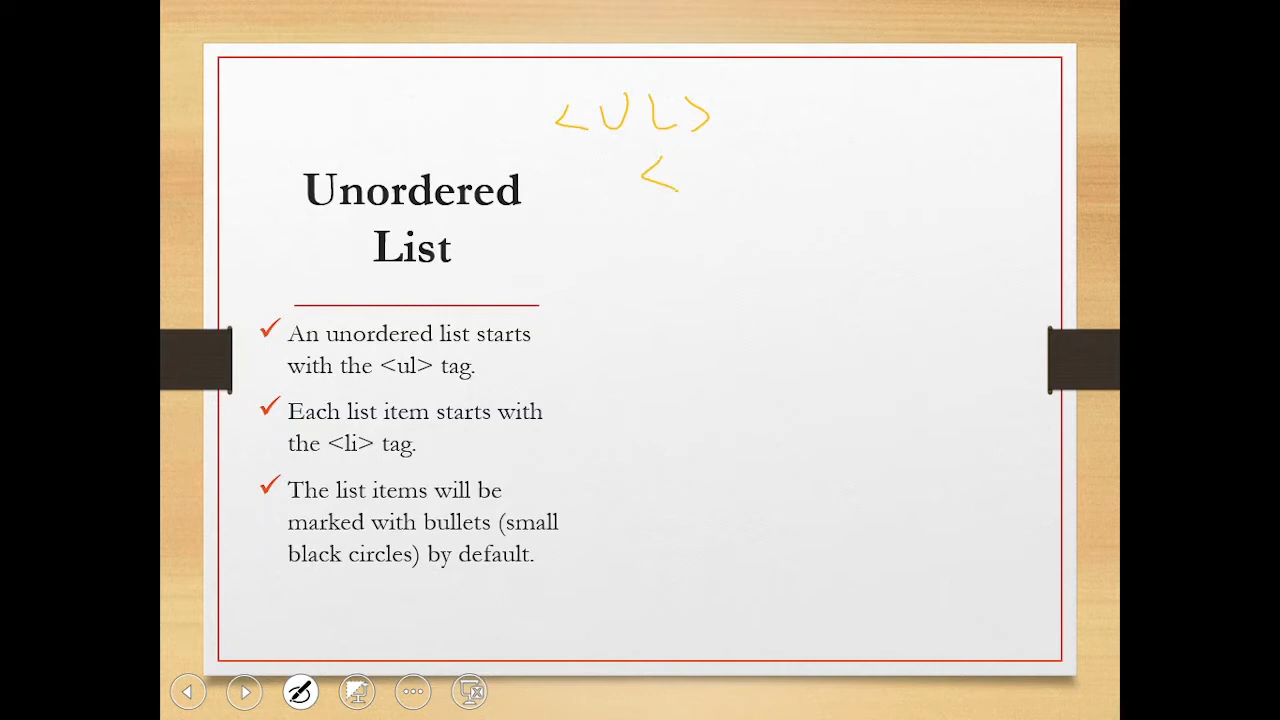 <UL>
<
Unordered
List
✓ An unordered list starts
with the <ul> tag.
✓ Each list item starts with
the <li> tag.
✓ The list items will be
marked with bullets (small
black circles) by default.